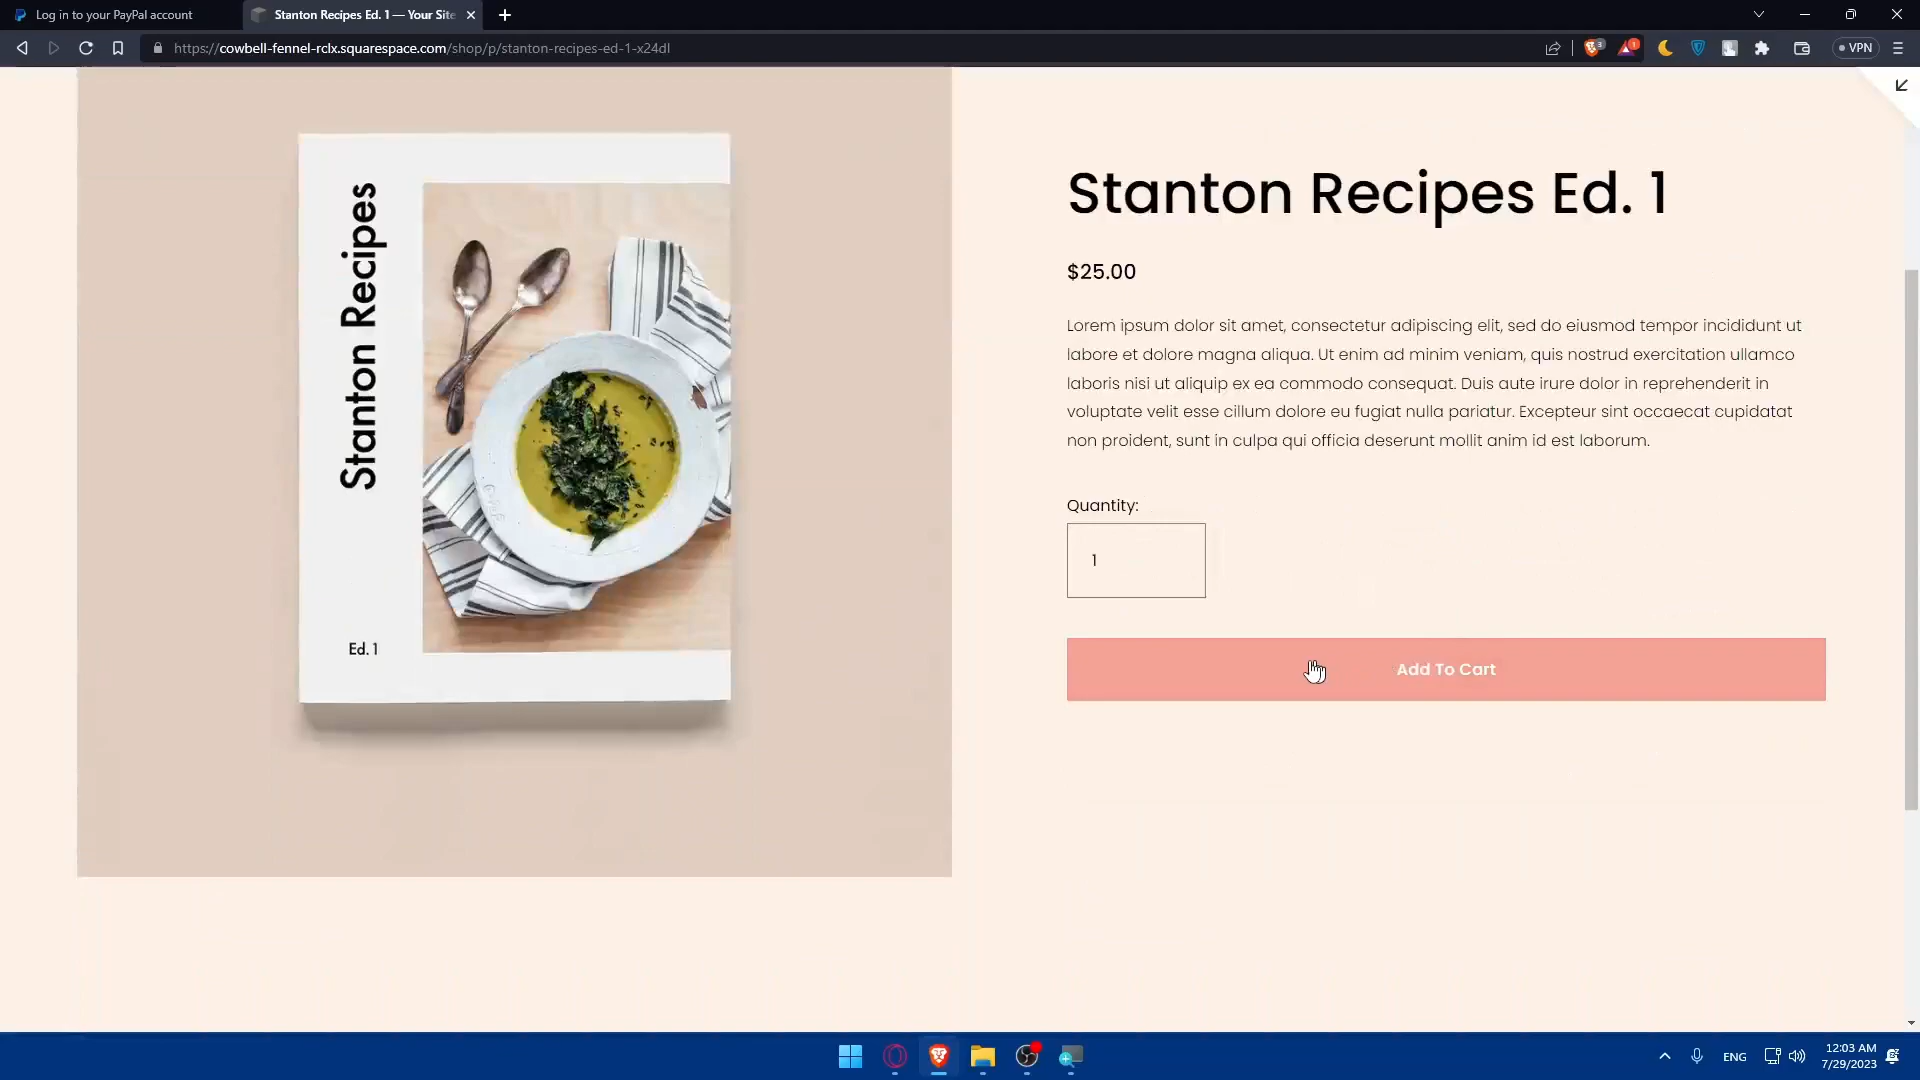 Log in to your PayPal account
Stanton Recipes Ed. 1 — Your Site
https://cowbell-fennel-rclx.squarespace.com/shop/p/stanton-recipes-ed-1-x24dl
3
1
VPN
Stanton Recipes
Ed. 1
Stanton Recipes Ed. 1
$25.00
Lorem ipsum dolor sit amet, consectetur adipiscing elit, sed do eiusmod tempor incididunt ut
labore et dolore magna aliqua. Ut enim ad minim veniam, quis nostrud exercitation ullamco
laboris nisi ut aliquip ex ea commodo consequat. Duis aute irure dolor in reprehenderit in
voluptate velit esse cillum dolore eu fugiat nulla pariatur. Excepteur sint occaecat cupidatat
non proident, sunt in culpa qui officia deserunt mollit anim id est laborum.
Quantity:
1
Add To Cart
ENG
12:03 AM
7/29/2023